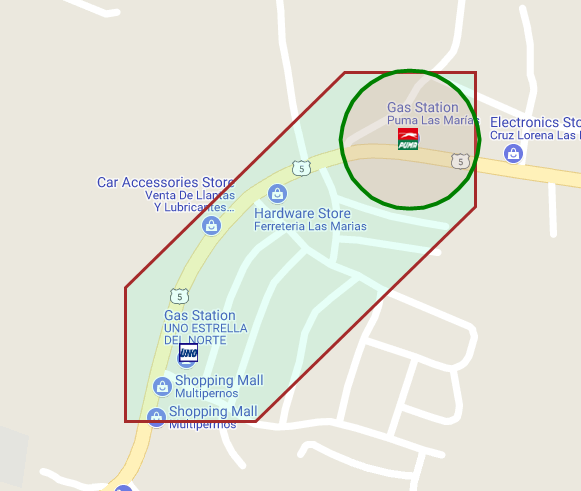 Gas Station
Puma Las Marías
PUMA
Electronics Sto
Cruz Lorena Las
5
5
Car Accessories Store
Venta De Llantas
Y Lubricantes...
Hardware Store
Ferreteria Las Marias
5
Gas Station
UNO ESTRELLA
DEL NORTE
UNO
Shopping Mall
Multipernos
Shopping Mall
Multipernos